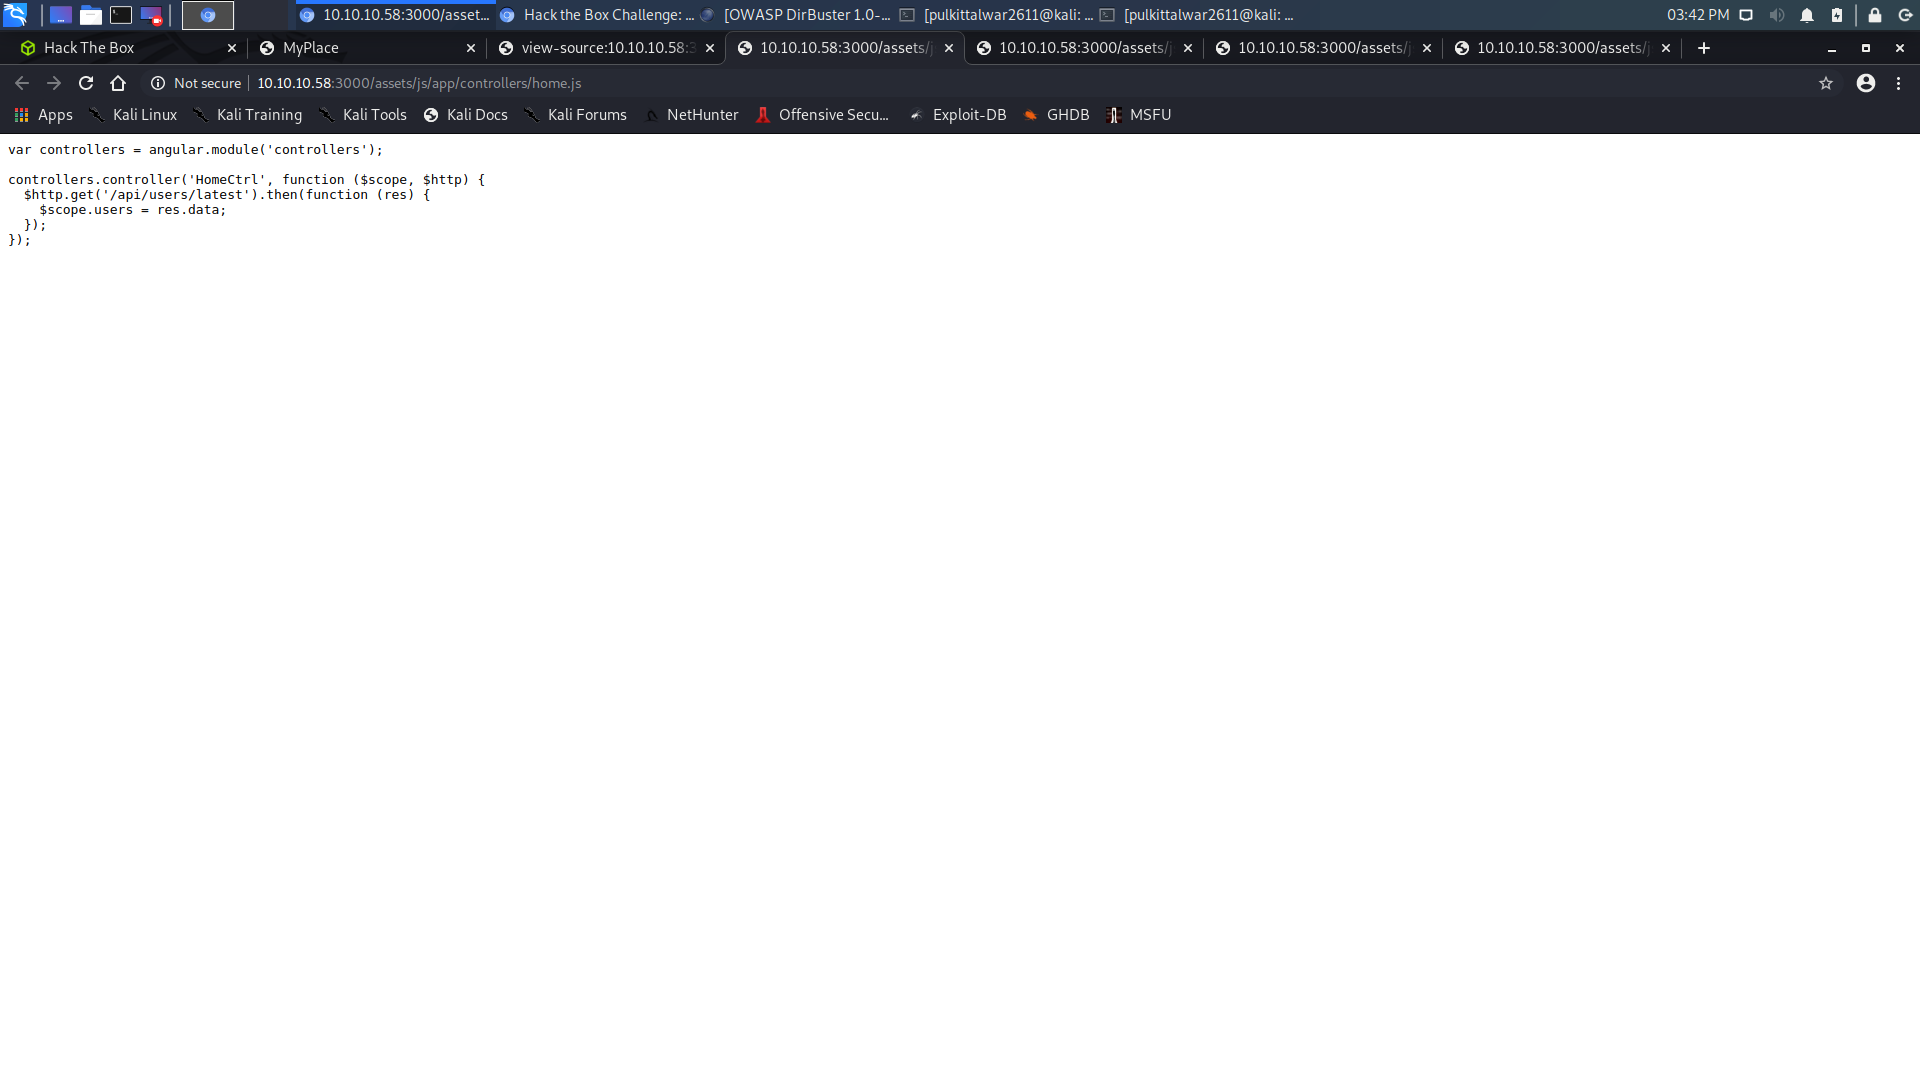 10.10.10.58:3000/asset... Hack the Box Challenge: ... [OWASP DirBuster 1.0-... [pulkittalwar2611@kali: ... [pulkittalwar2611@kali: ... 03:42 PM
Hack The Box MyPlace view-source:10.10.10.58:3 10.10.10.58:3000/assets/j 10.10.10.58:3000/assets/j 10.10.10.58:3000/assets/j 10.10.10.58:3000/assets/j
Not secure 10.10.10.58:3000/assets/js/app/controllers/home.js
Apps Kali Linux Kali Training Kali Tools Kali Docs Kali Forums NetHunter Offensive Secu... Exploit-DB GHDB MSFU
var controllers = angular.module('controllers');
controllers.controller('HomeCtrl', function ($scope, $http) {
  $http.get('/api/users/latest').then(function (res) {
    $scope.users = res.data;
  });
});